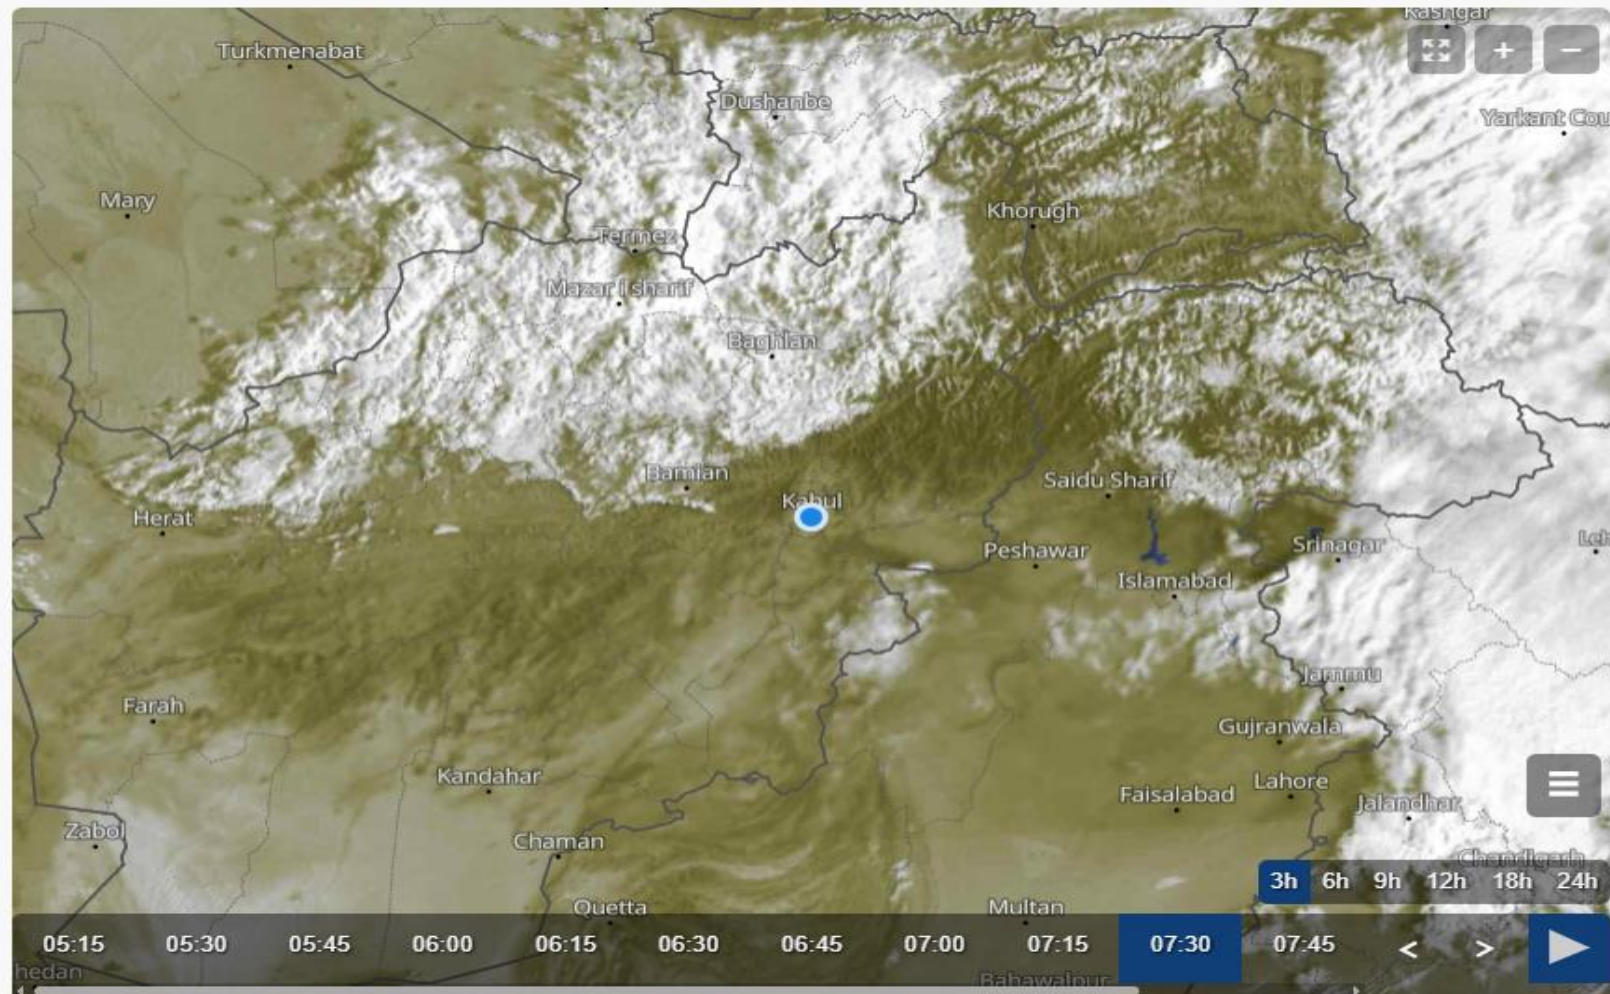 Kashgar
Turkmenabat
+
−
Dushanbe
Yarkant Cou
Mary
Khorugh
Termez
Mazar I sharif
Baghlan
Bamian
Saidu Sharif
Kabul
Herat
Peshawar
Srinagar
Leh
Islamabad
Jammu
Farah
Gujranwala
Kandahar
Lahore
Faisalabad
Jalandhar
Zabol
Chaman
Chandigarh
3h 6h 9h 12h 18h 24h
Quetta
Multan
05:15 05:30 05:45 06:00 06:15 06:30 06:45 07:00 07:15 07:30 07:45 < >
hedan
Bahawalpur